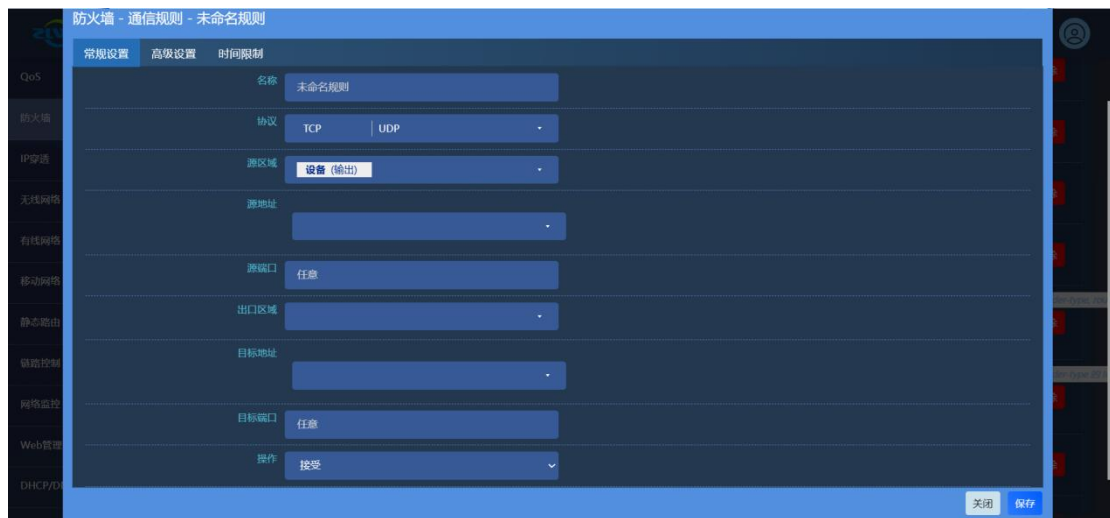 防火墙 - 通信规则 - 未命名规则
常规设置 高级设置 时间限制
QoS
防火墙
IP穿透
无线网络
有线网络
移动网络
静态路由
链路控制
网络监控
Web管理
名称 未命名规则
协议 TCP UDP
源区域 设备 (输出)
源地址
源端口 任意
出口区域
目标地址
目标端口 任意
操作 接受
关闭 保存